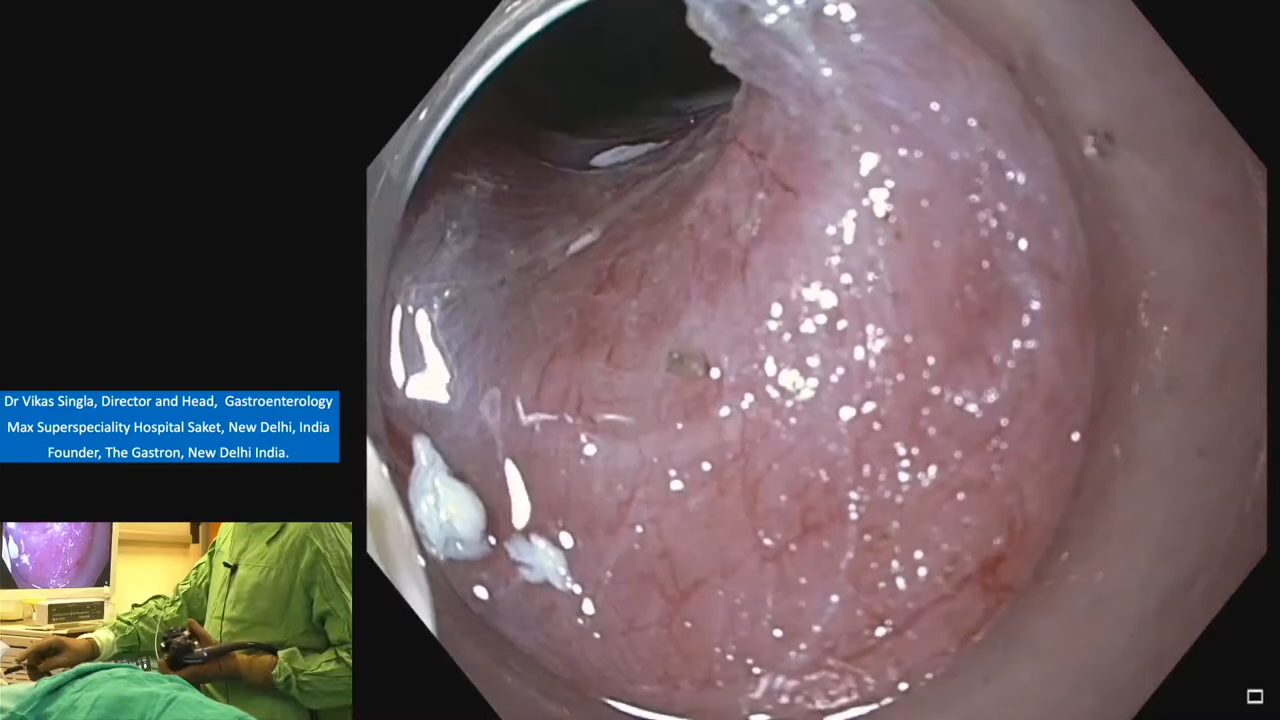 Dr Vikas Singla, Director and Head, Gastroenterology
Max Superspeciality Hospital Saket, New Delhi, India
Founder, The Gastron, New Delhi India.